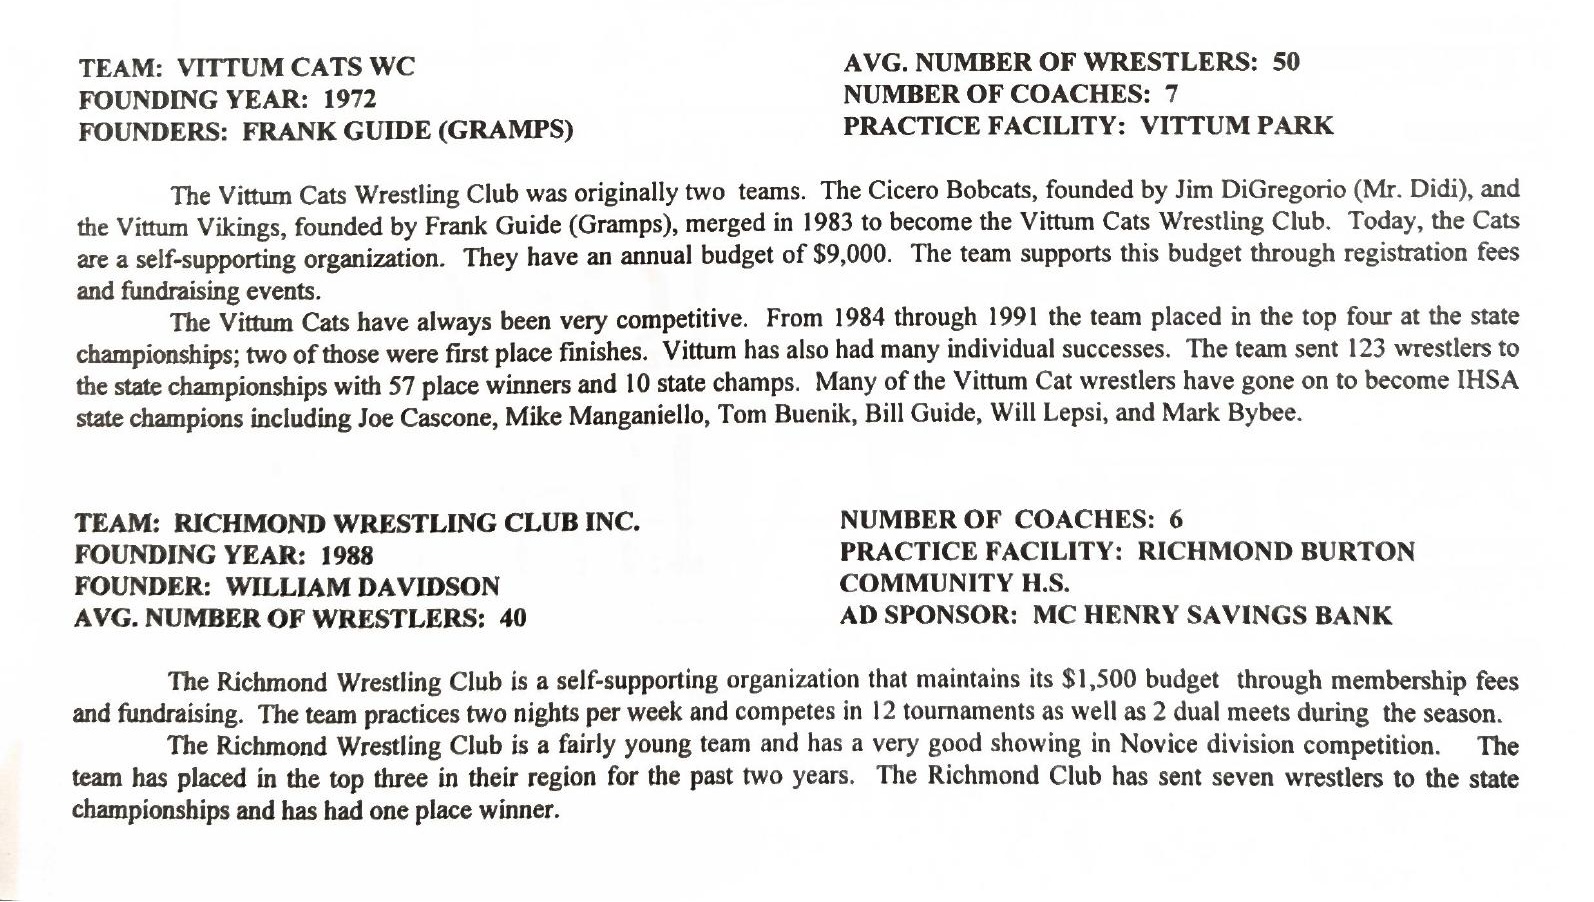 TEAM: VITTUM CATS WC
FOUNDING YEAR: 1972
FOUNDERS: FRANK GUIDE (GRAMPS)
AVG. NUMBER OF WRESTLERS: 50
NUMBER OF COACHES: 7
PRACTICE FACILITY: VITTUM PARK
The Vittum Cats Wrestling Club was originally two teams. The Cicero Bobcats, founded by Jim DiGregorio (Mr. Didi), and
the Vittum Vikings, founded by Frank Guide (Gramps), merged in 1983 to become the Vittum Cats Wrestling Club. Today, the Cats
are a self-supporting organization. They have an annual budget of $9,000. The team supports this budget through registration fees
and fundraising events.
The Vittum Cats have always been very competitive. From 1984 through 1991 the team placed in the top four at the state
championships; two of those were first place finishes. Vittum has also had many individual successes. The team sent 123 wrestlers to
the state championships with 57 place winners and 10 state champs. Many of the Vittum Cat wrestlers have gone on to become IHSA
state champions including Joe Cascone, Mike Manganiello, Tom Buenik, Bill Guide, Will Lepsi, and Mark Bybee.
TEAM: RICHMOND WRESTLING CLUB INC.
FOUNDING YEAR: 1988
FOUNDER: WILLIAM DAVIDSON
AVG. NUMBER OF WRESTLERS: 40
NUMBER OF COACHES: 6
PRACTICE FACILITY: RICHMOND BURTON
COMMUNITY H.S.
AD SPONSOR: MC HENRY SAVINGS BANK
The Richmond Wrestling Club is a self-supporting organization that maintains its $1,500 budget through membership fees
and fundraising. The team practices two nights per week and competes in 12 tournaments as well as 2 dual meets during the season.
The Richmond Wrestling Club is a fairly young team and has a very good showing in Novice division competition. The
team has placed in the top three in their region for the past two years. The Richmond Club has sent seven wrestlers to the state
championships and has had one place winner.